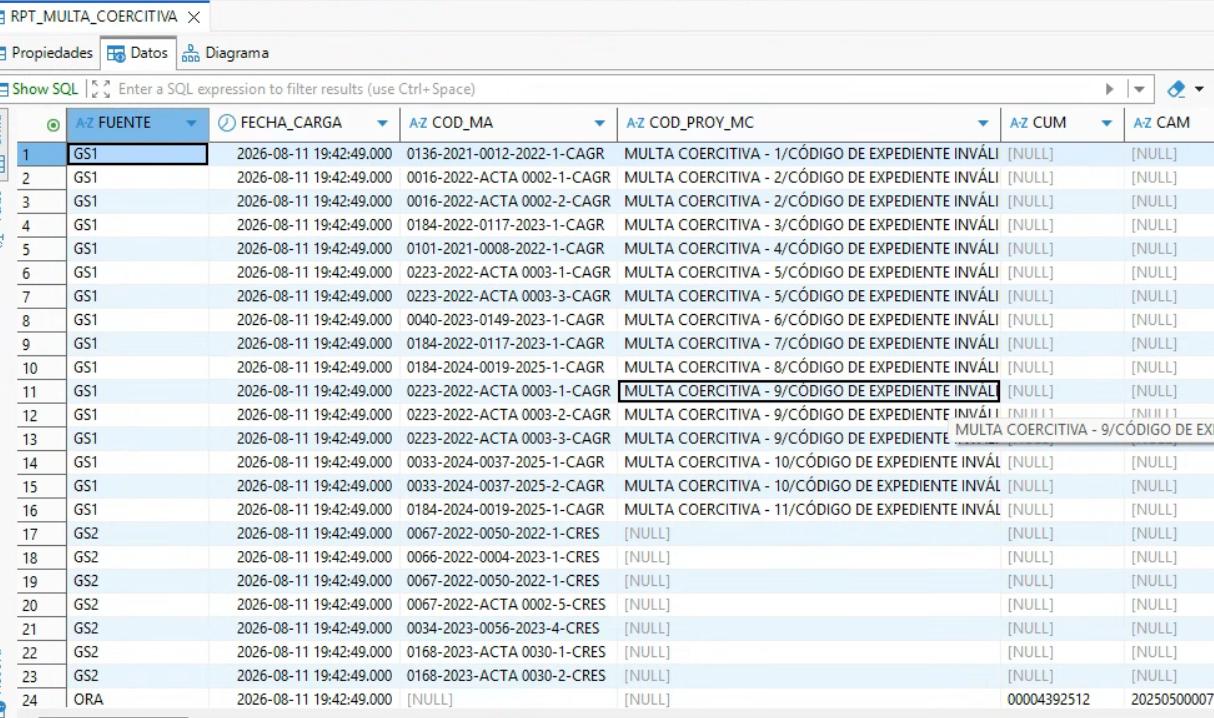 RPT_MULTA_COERCITIVA
Propiedades Datos Diagrama
Show SQL Enter a SQL expression to filter results (use Ctrl+Space)
A-Z FUENTE FECHA_CARGA A-Z COD_MA A-Z COD_PROY_MC A-Z CUM A-Z CAM
1 GS1 2026-08-11 19:42:49.000 0136-2021-0012-2022-1-CAGR MULTA COERCITIVA - 1/CÓDIGO DE EXPEDIENTE INVÁLI [NULL] [NULL]
2 GS1 2026-08-11 19:42:49.000 0016-2022-ACTA 0002-1-CAGR MULTA COERCITIVA - 2/CÓDIGO DE EXPEDIENTE INVÁLI [NULL] [NULL]
3 GS1 2026-08-11 19:42:49.000 0016-2022-ACTA 0002-2-CAGR MULTA COERCITIVA - 2/CÓDIGO DE EXPEDIENTE INVÁLI [NULL] [NULL]
4 GS1 2026-08-11 19:42:49.000 0184-2022-0117-2023-1-CAGR MULTA COERCITIVA - 3/CÓDIGO DE EXPEDIENTE INVÁLI [NULL] [NULL]
5 GS1 2026-08-11 19:42:49.000 0101-2021-0008-2022-1-CAGR MULTA COERCITIVA - 4/CÓDIGO DE EXPEDIENTE INVÁLI [NULL] [NULL]
6 GS1 2026-08-11 19:42:49.000 0223-2022-ACTA 0003-1-CAGR MULTA COERCITIVA - 5/CÓDIGO DE EXPEDIENTE INVÁLI [NULL] [NULL]
7 GS1 2026-08-11 19:42:49.000 0223-2022-ACTA 0003-3-CAGR MULTA COERCITIVA - 5/CÓDIGO DE EXPEDIENTE INVÁLI [NULL] [NULL]
8 GS1 2026-08-11 19:42:49.000 0040-2023-0149-2023-1-CAGR MULTA COERCITIVA - 6/CÓDIGO DE EXPEDIENTE INVÁLI [NULL] [NULL]
9 GS1 2026-08-11 19:42:49.000 0184-2022-0117-2023-1-CAGR MULTA COERCITIVA - 7/CÓDIGO DE EXPEDIENTE INVÁLI [NULL] [NULL]
10 GS1 2026-08-11 19:42:49.000 0184-2024-0019-2025-1-CAGR MULTA COERCITIVA - 8/CÓDIGO DE EXPEDIENTE INVÁLI [NULL] [NULL]
11 GS1 2026-08-11 19:42:49.000 0223-2022-ACTA 0003-1-CAGR MULTA COERCITIVA - 9/CÓDIGO DE EXPEDIENTE INVÁLI [NULL] [NULL]
12 GS1 2026-08-11 19:42:49.000 0223-2022-ACTA 0003-2-CAGR MULTA COERCITIVA - 9/CÓDIGO DE EXPEDIENTE INVÁLI [NULL] [NULL]
MULTA COERCITIVA - 9/CÓDIGO DE EX
13 GS1 2026-08-11 19:42:49.000 0223-2022-ACTA 0003-3-CAGR MULTA COERCITIVA - 9/CÓDIGO DE EXPEDIENTE
14 GS1 2026-08-11 19:42:49.000 0033-2024-0037-2025-1-CAGR MULTA COERCITIVA - 10/CÓDIGO DE EXPEDIENTE INVÁL [NULL] [NULL]
15 GS1 2026-08-11 19:42:49.000 0033-2024-0037-2025-2-CAGR MULTA COERCITIVA - 10/CÓDIGO DE EXPEDIENTE INVÁL [NULL] [NULL]
16 GS1 2026-08-11 19:42:49.000 0184-2024-0019-2025-1-CAGR MULTA COERCITIVA - 11/CÓDIGO DE EXPEDIENTE INVÁL [NULL] [NULL]
17 GS2 2026-08-11 19:42:49.000 0067-2022-0050-2022-1-CRES [NULL] [NULL] [NULL]
18 GS2 2026-08-11 19:42:49.000 0066-2022-0004-2023-1-CRES [NULL] [NULL] [NULL]
19 GS2 2026-08-11 19:42:49.000 0067-2022-0050-2022-1-CRES [NULL] [NULL] [NULL]
20 GS2 2026-08-11 19:42:49.000 0067-2022-ACTA 0002-5-CRES [NULL] [NULL] [NULL]
21 GS2 2026-08-11 19:42:49.000 0034-2023-0056-2023-4-CRES [NULL] [NULL] [NULL]
22 GS2 2026-08-11 19:42:49.000 0168-2023-ACTA 0030-1-CRES [NULL] [NULL] [NULL]
23 GS2 2026-08-11 19:42:49.000 0168-2023-ACTA 0030-2-CRES [NULL] [NULL] [NULL]
24 ORA 2026-08-11 19:42:49.000 [NULL] [NULL] 00004392512 20250500007